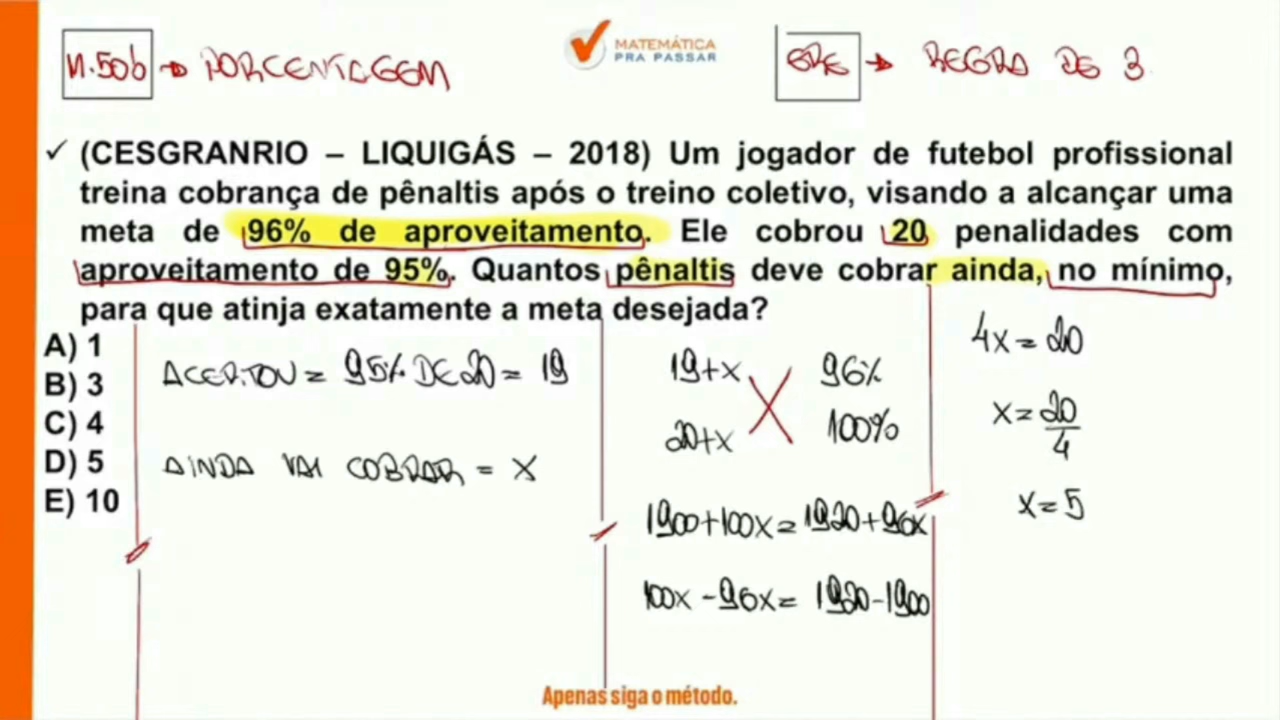 M.50b → PORCENTAGEM
MATEMÁTICA
PRA PASSAR
→ REGRA DE 3
✓ (CESGRANRIO – LIQUIGÁS – 2018) Um jogador de futebol profissional
treina cobrança de pênaltis após o treino coletivo, visando a alcançar uma
meta de 96% de aproveitamento. Ele cobrou 20 penalidades com
aproveitamento de 95%. Quantos pênaltis deve cobrar ainda, no mínimo,
para que atinja exatamente a meta desejada?
A) 1
B) 3
C) 4
D) 5
E) 10
ACERTOU = 95% DE 20 = 19
AINDA VAI COBRAR = X
19+X 96%
20+X 100%
1900+100X=1920+96X
100X-96X=1920-1900
4X=20
X=20
4
X=5
Apenas siga o método.